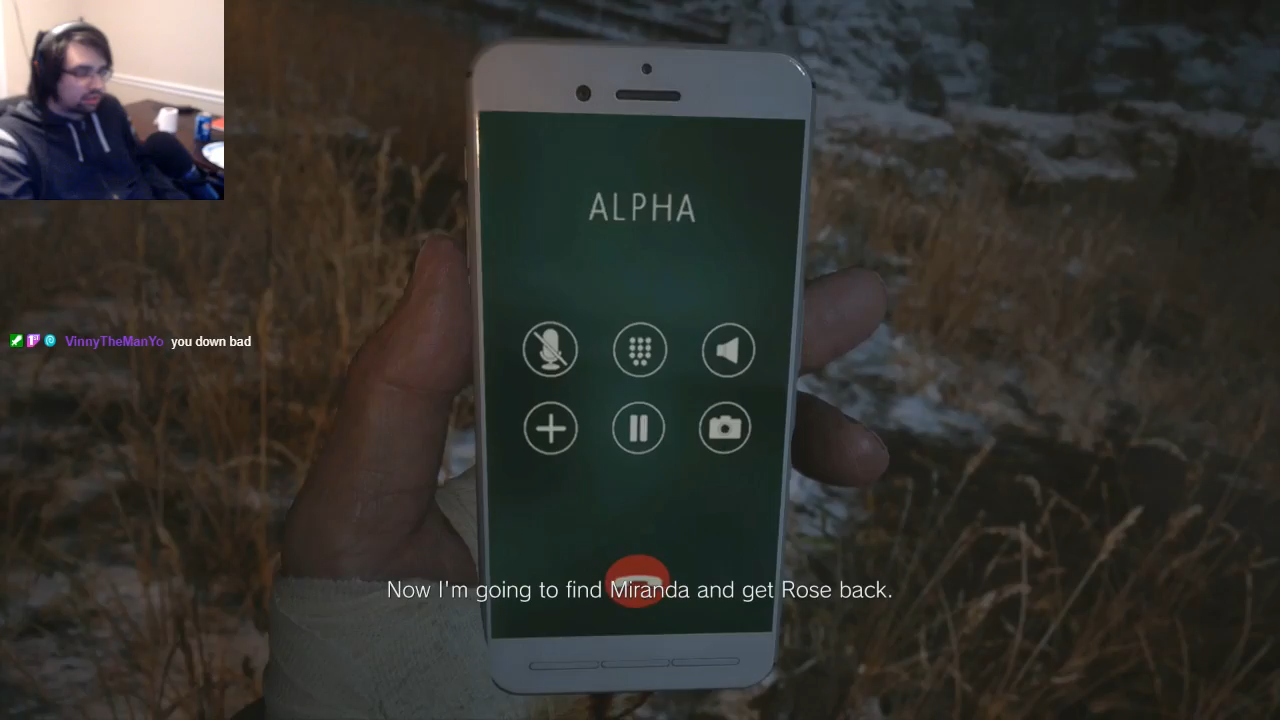 ALPHA
VinnyTheManYo you down bad
Now I'm going to find Miranda and get Rose back.